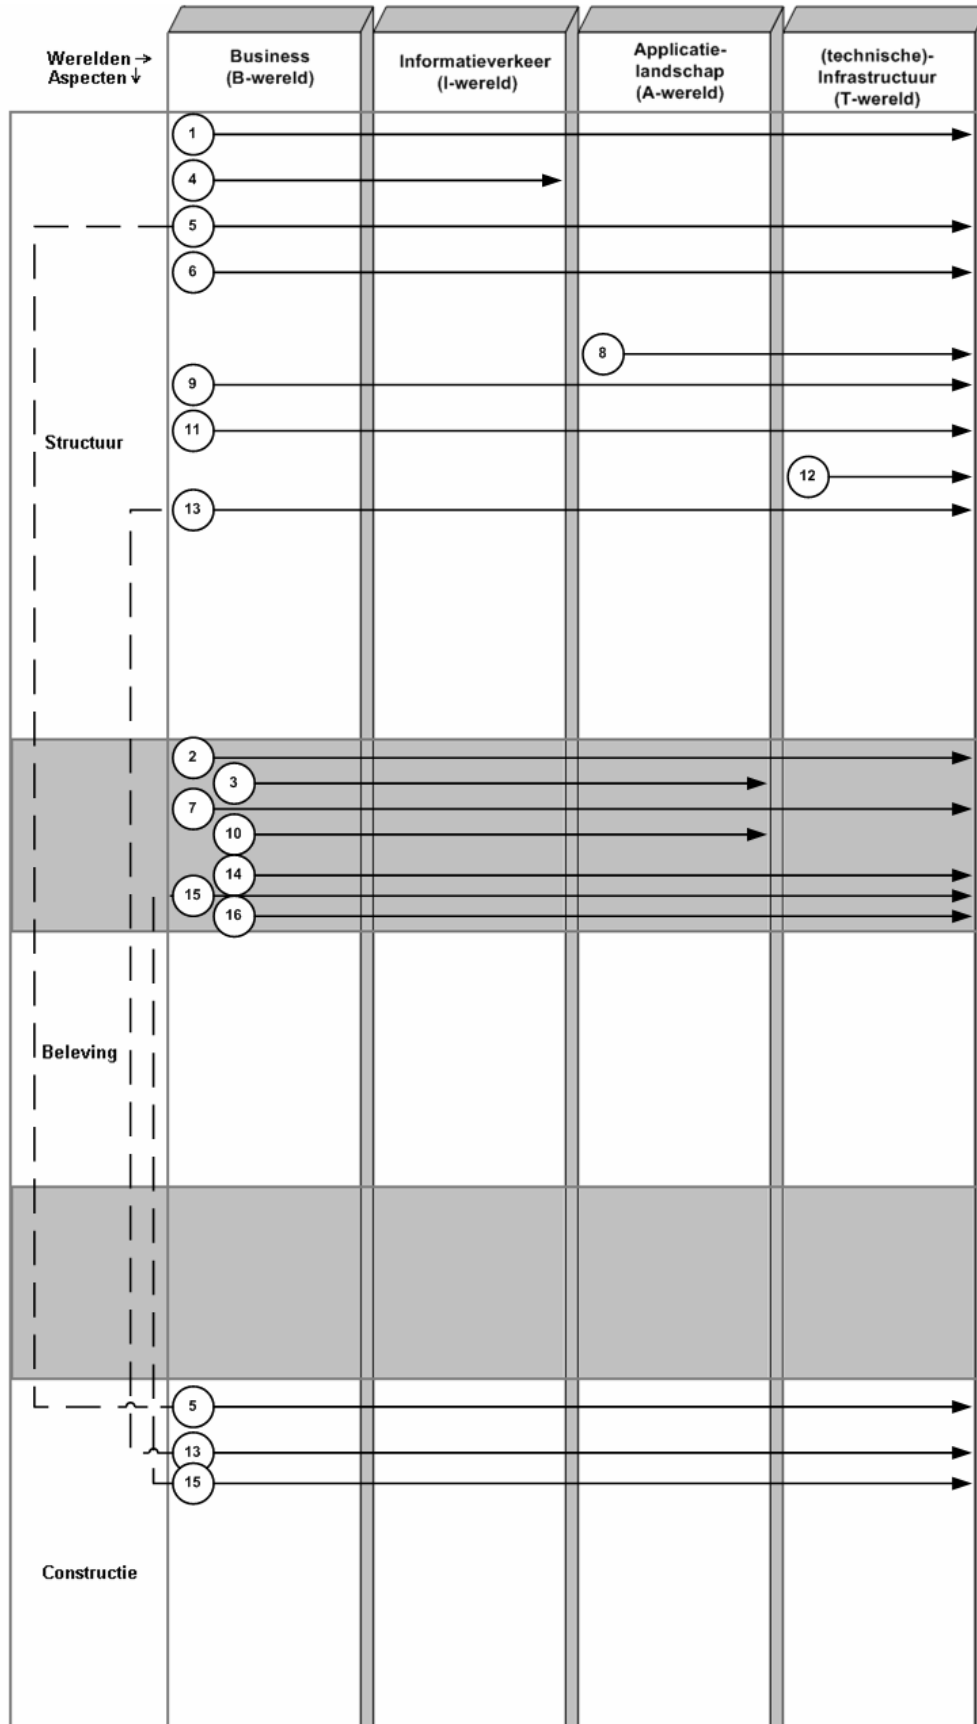 Werelden →
Aspecten ↓
Business
(B-wereld)
Informatieverkeer
(I-wereld)
Applicatie-
landschap
(A-wereld)
(technische)-
Infrastructuur
(T-wereld)
1
4
5
6
8
9
11
Structuur
12
13
2
3
7
10
14
15
16
Beleving
5
13
15
Constructie